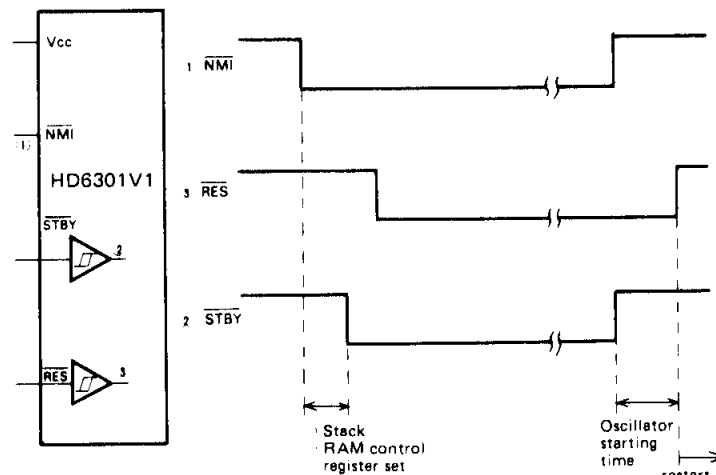 Vcc
NMI
(1)
HD6301V1
STBY
2
RES
3
1 NMI
3 RES
2 STBY
Stack
RAM control
register set
Oscillator
starting
time
restart